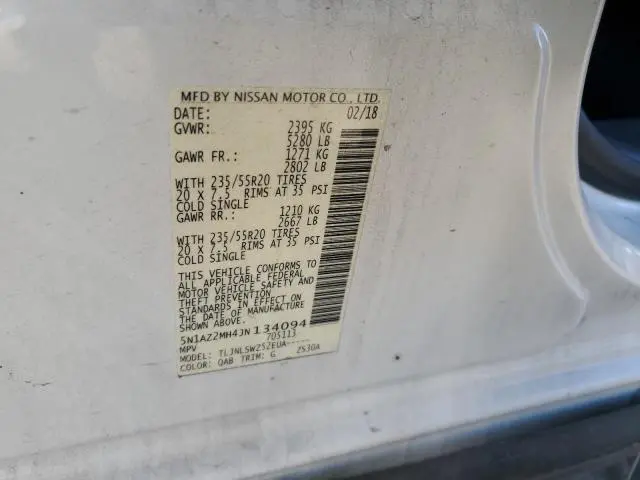 MFD BY NISSAN MOTOR CO., LTD.
DATE: 02/18
GVWR: 2395 KG
5280 LB
GAWR FR.: 1271 KG
2802 LB
WITH 235/55R20 TIRES
20 X 7.5 RIMS AT 35 PSI
COLD SINGLE
GAWR RR.: 1210 KG
2667 LB
WITH 235/55R20 TIRES
20 X 7.5 RIMS AT 35 PSI
COLD SINGLE
THIS VEHICLE CONFORMS TO
ALL APPLICABLE FEDERAL
MOTOR VEHICLE SAFETY AND
THEFT PREVENTION
STANDARDS IN EFFECT ON
THE DATE OF MANUFACTURE
SHOWN ABOVE.
5N1AZ2MH4JN134094
MPV 705113
MODEL: TLJNLSWZ52EUA-----
COLOR: QAB TRIM: G 2S30A